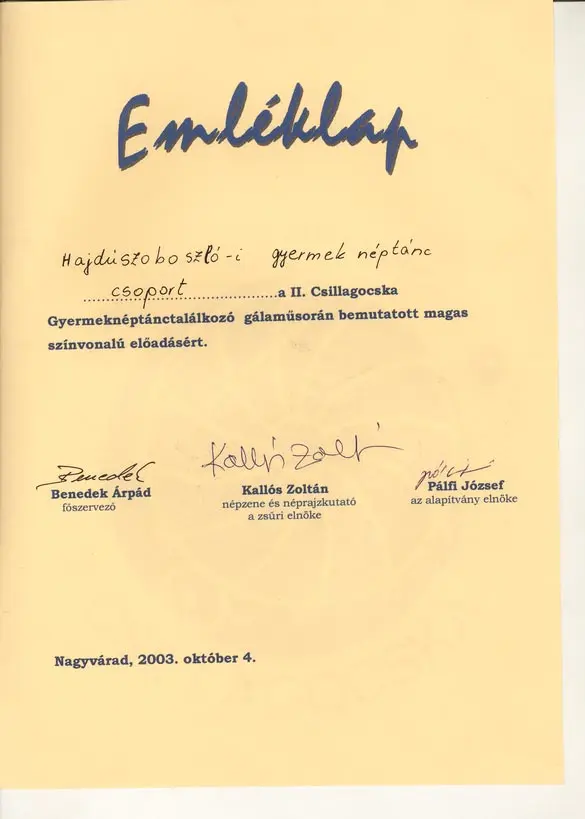 Emléklap
Hajdúszoboszló-i gyermek néptánc
csoport......................a II. Csillagocska
Gyermeknéptánctalálkozó gálaműsorán bemutatott magas
színvonalú előadásért.
Benedek
Kallós Zoltán
Benedek Árpád
főszervező
Kallós Zoltán
népzene és néprajzkutató
a zsűri elnöke
Pálfi József
az alapítvány elnöke
Nagyvárad, 2003. október 4.